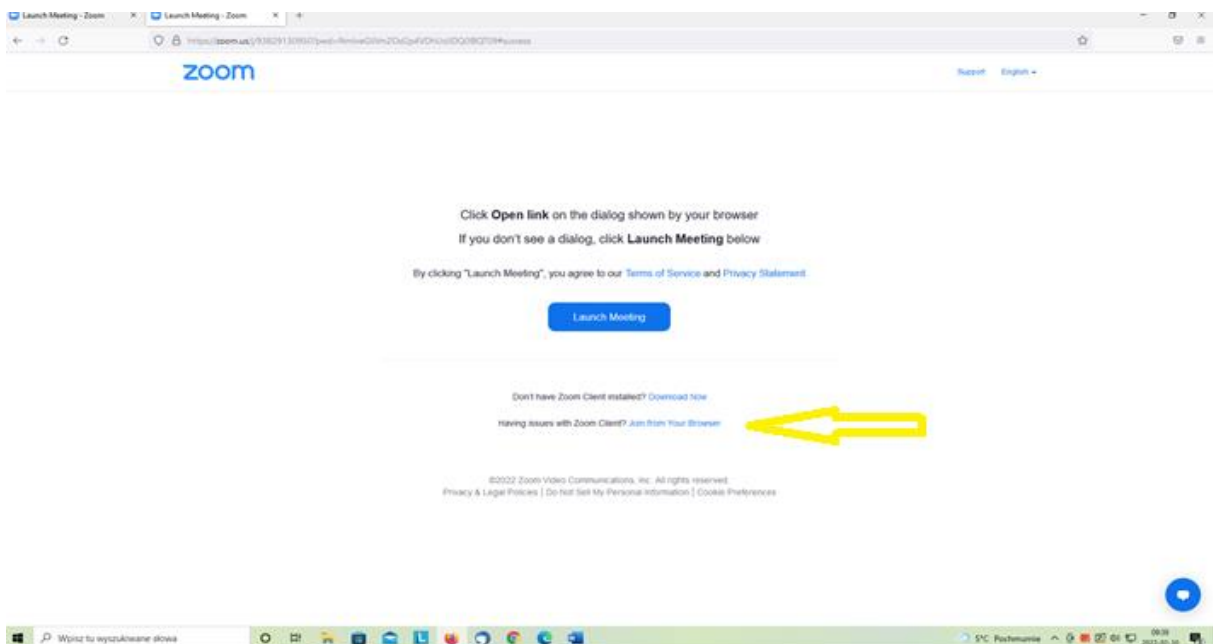 Launch Meeting - Zoom
Launch Meeting - Zoom
zoom
Support English
Click Open link on the dialog shown by your browser
If you don't see a dialog, click Launch Meeting below
By clicking "Launch Meeting", you agree to our Terms of Service and Privacy Statement
Launch Meeting
Don't have Zoom Client installed? Download Now
Having issues with Zoom Client? Join from Your Browser
©2022 Zoom Video Communications, Inc. All rights reserved.
Privacy & Legal Policies | Do Not Sell My Personal Information | Cookie Preferences
Wpisz tu wyszukiwane słowa
5°C Pochmurnie